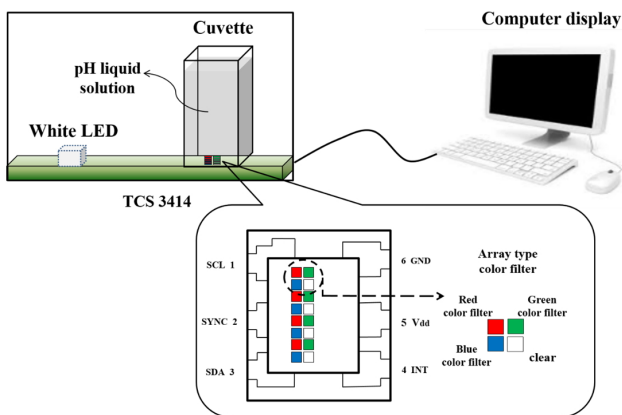 Computer display
Cuvette
pH liquid
solution
White LED
TCS 3414
SCL 1
6 GND
Array type
color filter
Red
color filter
Green
color filter
SYNC 2
5 Vdd
Blue
color filter
clear
SDA 3
4 INT